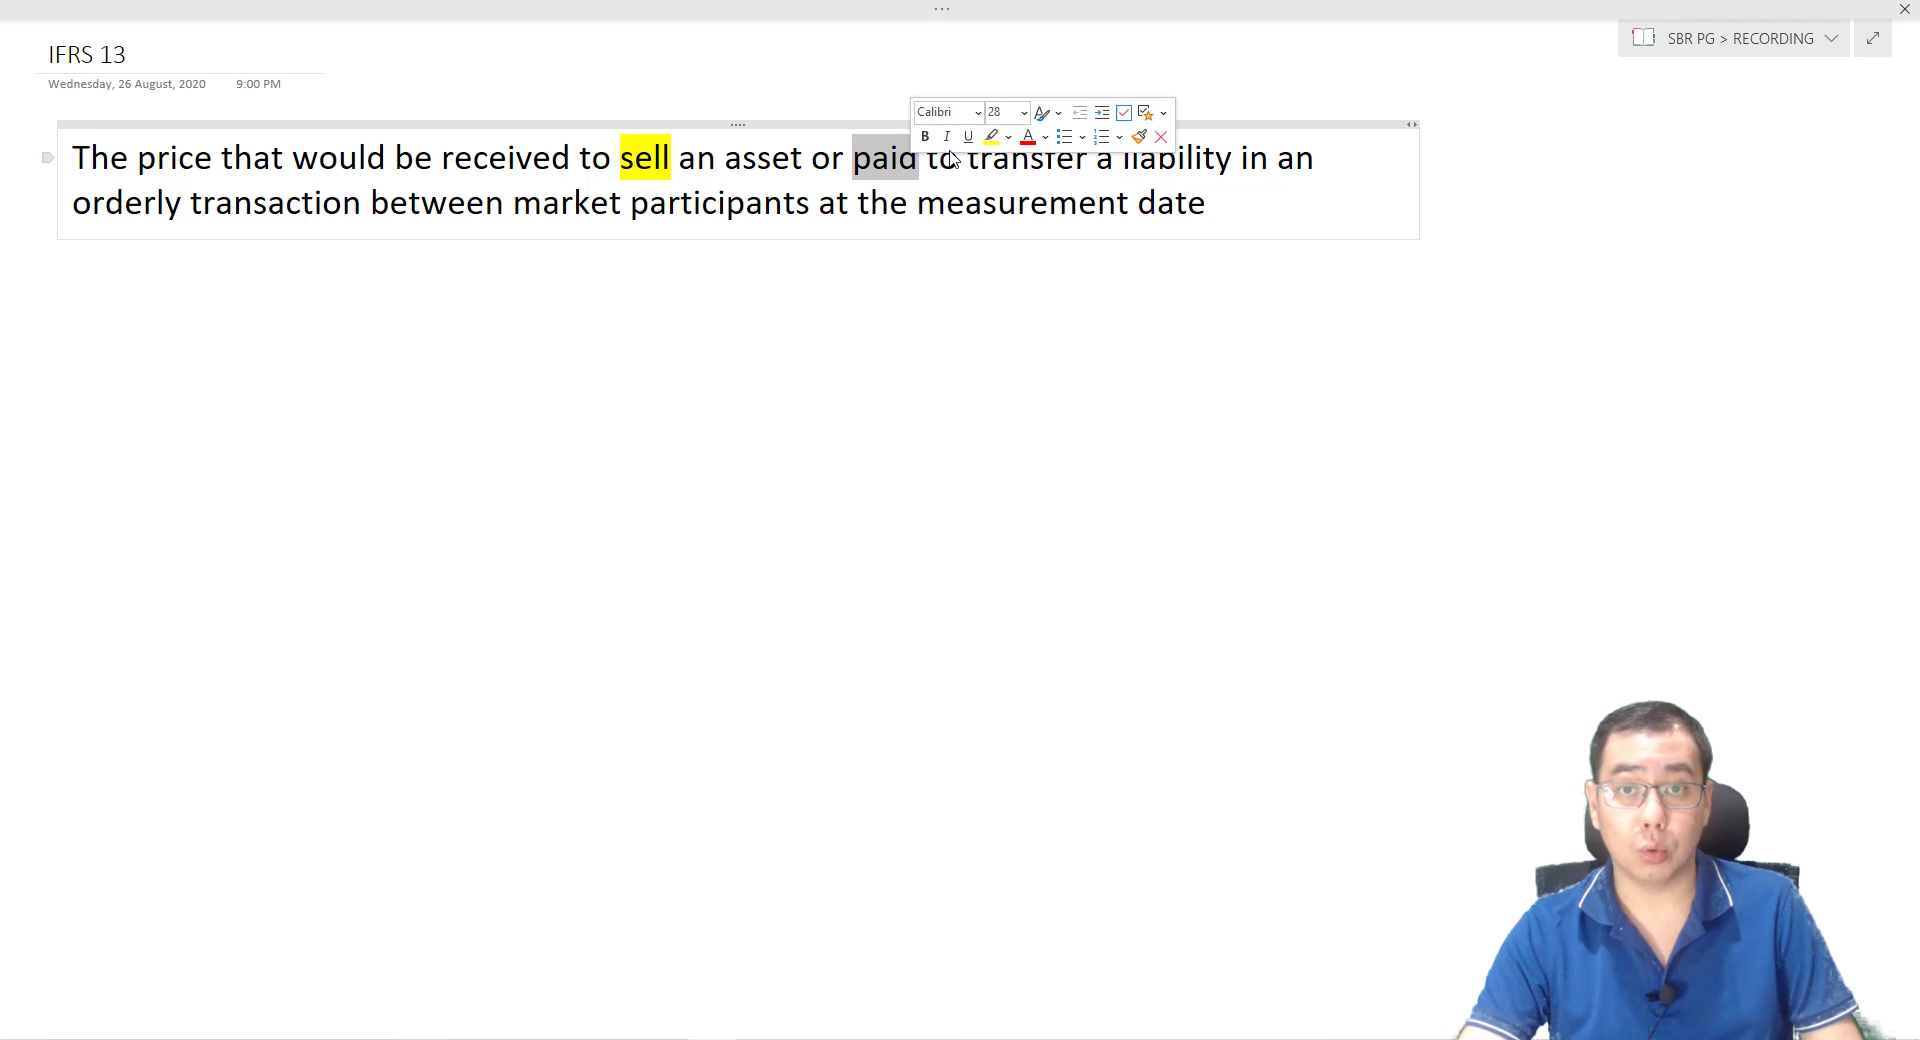 SBR PG > RECORDING
IFRS 13
Wednesday, 26 August, 2020 9:00 PM
Calibri 28
B I U A
The price that would be received to sell an asset or paid to transfer a liability in an
orderly transaction between market participants at the measurement date